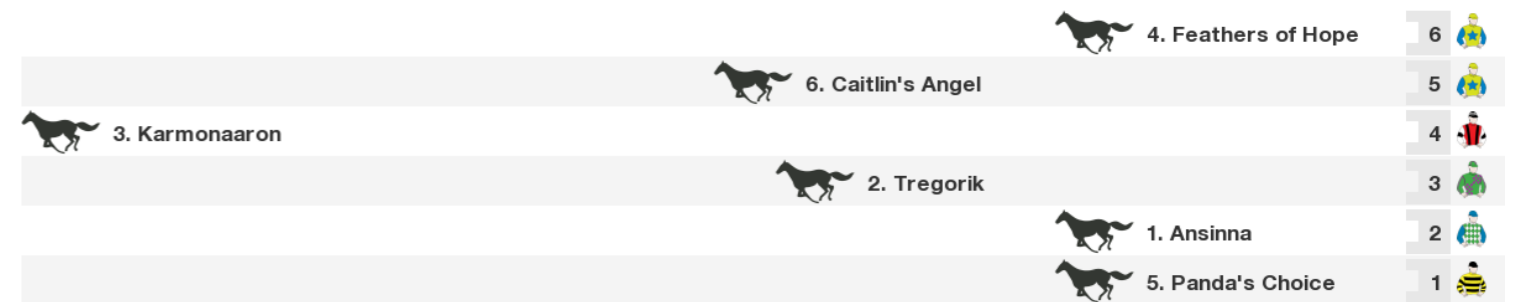 4. Feathers of Hope 6
6. Caitlin's Angel 5
3. Karmonaaron 4
2. Tregorik 3
1. Ansinna 2
5. Panda's Choice 1